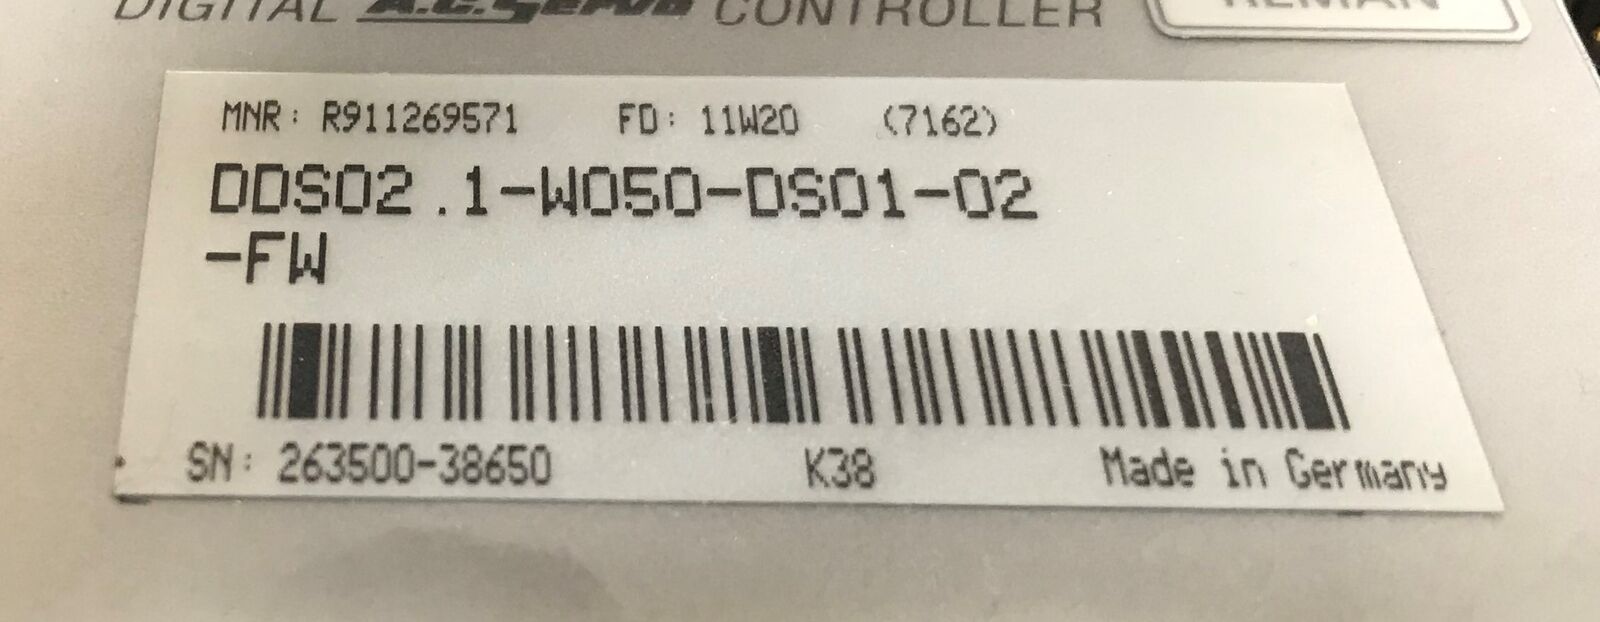 DIGITAL A.C.Servo CONTROLLER
MNR: R911269571 FD: 11W20 (7162)
DDS02.1-W050-DS01-02
-FW
SN: 263500-38650 K38 Made in Germany